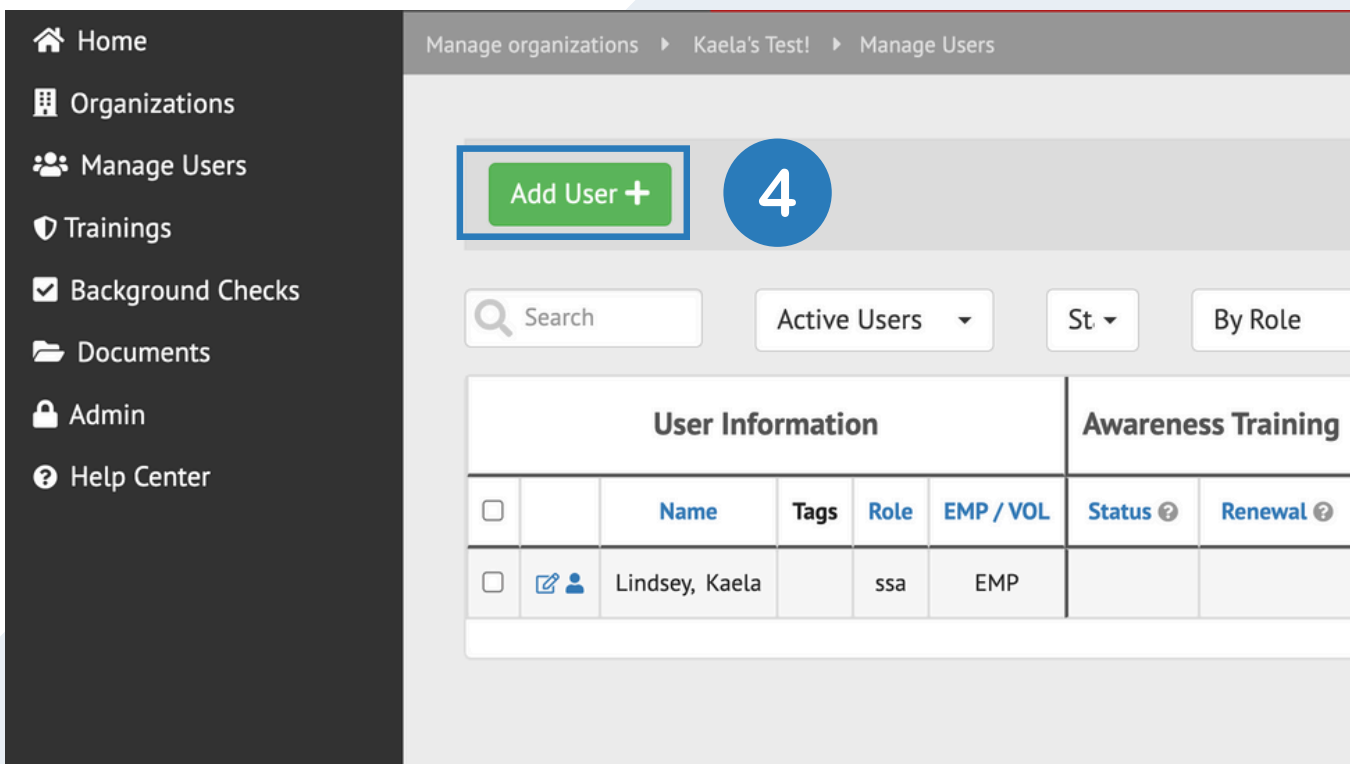 Home
Organizations
Manage Users
Trainings
Background Checks
Documents
Admin
Help Center
Manage organizations Kaela's Test! Manage Users
Add User
4
Search Active Users St By Role
User Information Awareness Training
Name Tags Role EMP / VOL Status Renewal
Lindsey, Kaela ssa EMP